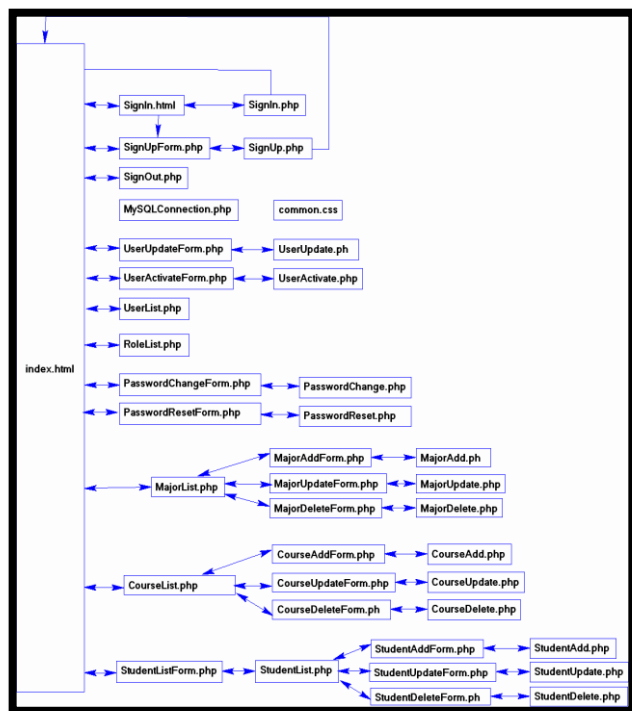 SignIn.html SignIn.php
SignUpForm.php SignUp.php
SignOut.php
MySQLConnection.php common.css
UserUpdateForm.php UserUpdate.ph
UserActivateForm.php UserActivate.php
UserList.php
RoleList.php
index.html
PasswordChangeForm.php PasswordChange.php
PasswordResetForm.php PasswordReset.php
MajorAddForm.php MajorAdd.ph
MajorList.php MajorUpdateForm.php MajorUpdate.php
MajorDeleteForm.php MajorDelete.php
CourseAddForm.php CourseAdd.php
CourseList.php CourseUpdateForm.php CourseUpdate.php
CourseDeleteForm.ph CourseDelete.php
StudentAddForm.php StudentAdd.php
StudentListForm.php StudentList.php StudentUpdateForm.php StudentUpdate.php
StudentDeleteForm.ph StudentDelete.php